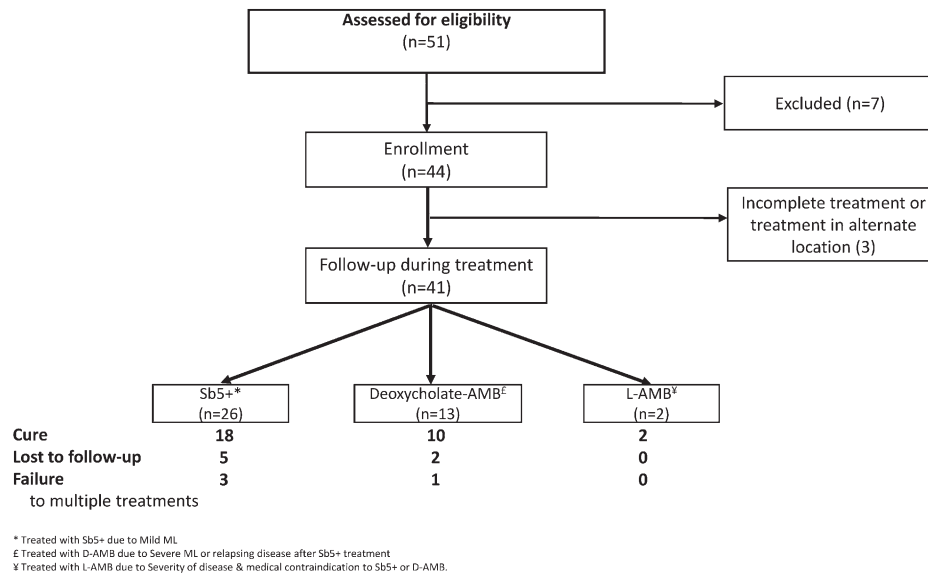 Assessed for eligibility
(n=51)
Excluded (n=7)
Enrollment
(n=44)
Incomplete treatment or
treatment in alternate
location (3)
Follow-up during treatment
(n=41)
Sb5+*
(n=26)
Deoxycholate-AMB£
(n=13)
L-AMB¥
(n=2)
Cure 18 10 2
Lost to follow-up 5 2 0
Failure 3 1 0
to multiple treatments
* Treated with Sb5+ due to Mild ML
£ Treated with D-AMB due to Severe ML or relapsing disease after Sb5+ treatment
¥ Treated with L-AMB due to Severity of disease & medical contraindication to Sb5+ or D-AMB.